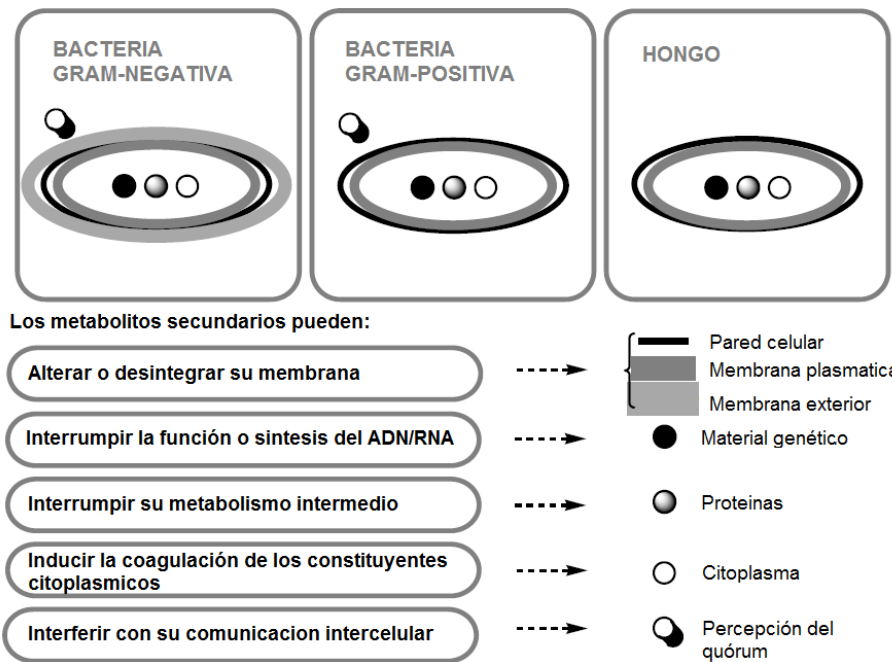 BACTERIA
GRAM-NEGATIVA
BACTERIA
GRAM-POSITIVA
HONGO
Los metabolitos secundarios pueden:
Alterar o desintegrar su membrana
Pared celular
Membrana plasmatica
Membrana exterior
Interrumpir la función o sintesis del ADN/RNA
Material genético
Interrumpir su metabolismo intermedio
Proteinas
Inducir la coagulación de los constituyentes
citoplasmicos
Citoplasma
Interferir con su comunicacion intercelular
Percepción del
quórum